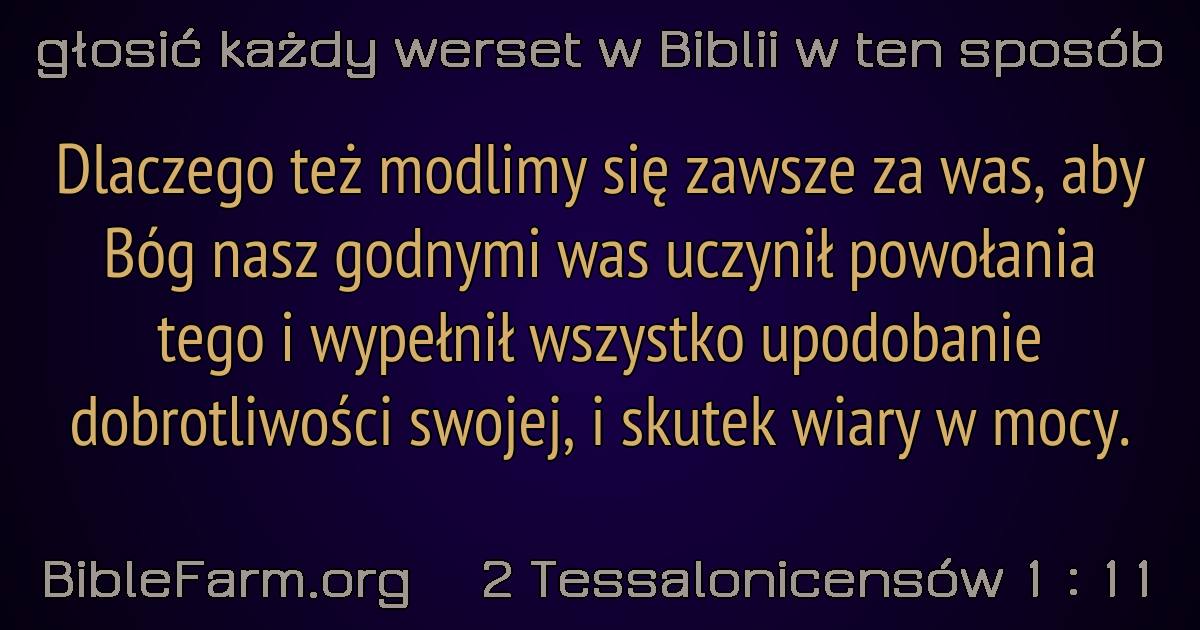 głosić każdy werset w Biblii w ten sposób
Dlaczego też modlimy się zawsze za was, aby
Bóg nasz godnymi was uczynił powołania
tego i wypełnił wszystko upodobanie
dobrotliwości swojej, i skutek wiary w mocy.
BibleFarm.org 2 Tessalonicensów 1 : 11